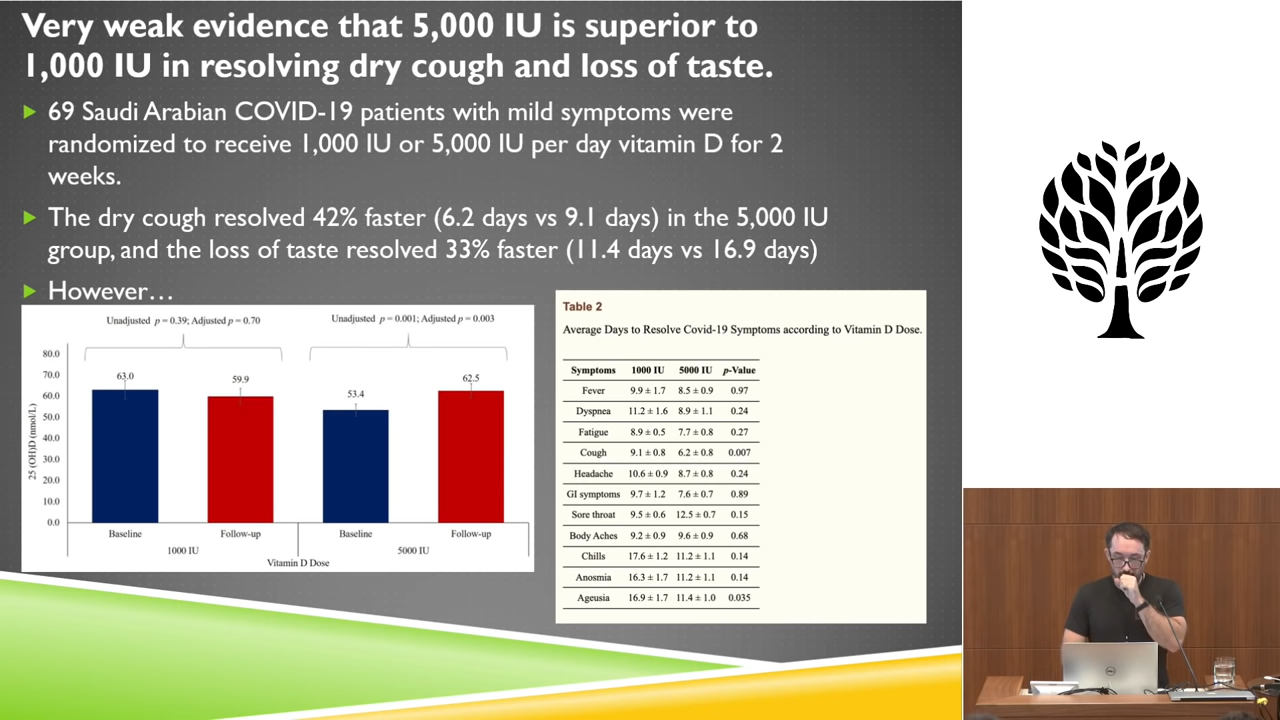 Very weak evidence that 5,000 IU is superior to
1,000 IU in resolving dry cough and loss of taste.
69 Saudi Arabian COVID-19 patients with mild symptoms were
randomized to receive 1,000 IU or 5,000 IU per day vitamin D for 2
weeks.
The dry cough resolved 42% faster (6.2 days vs 9.1 days) in the 5,000 IU
group, and the loss of taste resolved 33% faster (11.4 days vs 16.9 days)
However…
Unadjusted p = 0.39; Adjusted p = 0.70
Unadjusted p = 0.001; Adjusted p = 0.003
25 (OH)D (nmol/L)
80.0
70.0
60.0
50.0
40.0
30.0
20.0
10.0
0.0
63.0
59.9
53.4
62.5
Baseline Follow-up Baseline Follow-up
1000 IU 5000 IU
Vitamin D Dose
Table 2
Average Days to Resolve Covid-19 Symptoms according to Vitamin D Dose.
Symptoms 1000 IU 5000 IU p-Value
Fever 9.9 ± 1.7 8.5 ± 0.9 0.97
Dyspnea 11.2 ± 1.6 8.9 ± 1.1 0.24
Fatigue 8.9 ± 0.5 7.7 ± 0.8 0.27
Cough 9.1 ± 0.8 6.2 ± 0.8 0.007
Headache 10.6 ± 0.9 8.7 ± 0.8 0.24
GI symptoms 9.7 ± 1.2 7.6 ± 0.7 0.89
Sore throat 9.5 ± 0.6 12.5 ± 0.7 0.15
Body Aches 9.2 ± 0.9 9.6 ± 0.9 0.68
Chills 17.6 ± 1.2 11.2 ± 1.1 0.14
Anosmia 16.3 ± 1.7 11.2 ± 1.1 0.14
Ageusia 16.9 ± 1.7 11.4 ± 1.0 0.035
DELL